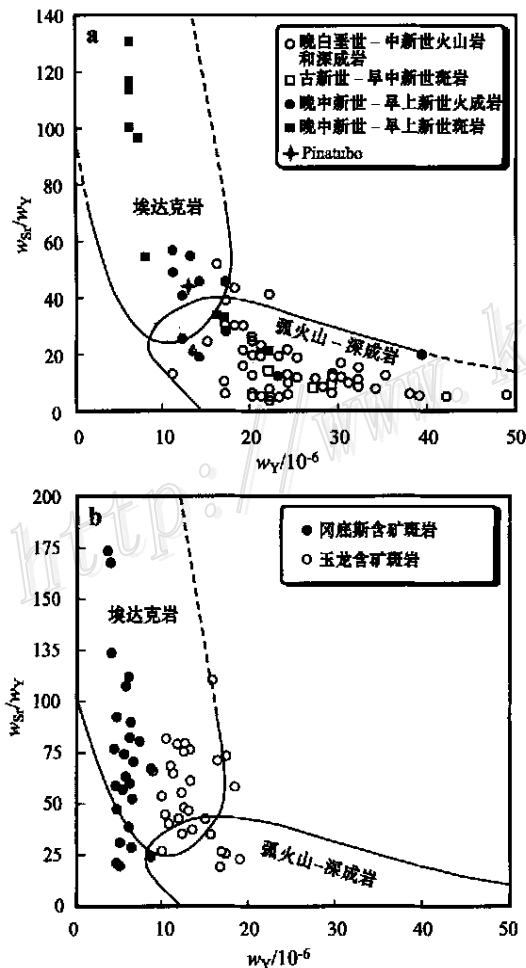 a
140
120
100
80
60
40
20
0
0
10
20
30
40
50
wSr/wY
wY/10-6
晚白垩世－中新世火山岩
和深成岩
古新世－早中新世斑岩
晚中新世－早上新世火成岩
晚中新世－早上新世斑岩
Pinatubo
埃达克岩
弧火山－深成岩
http://www.k
b
200
175
150
135
100
75
50
25
0
0
10
20
30
40
50
wSr/wY
wY/10-6
冈底斯含矿斑岩
玉龙含矿斑岩
埃达克岩
弧火山－深成岩